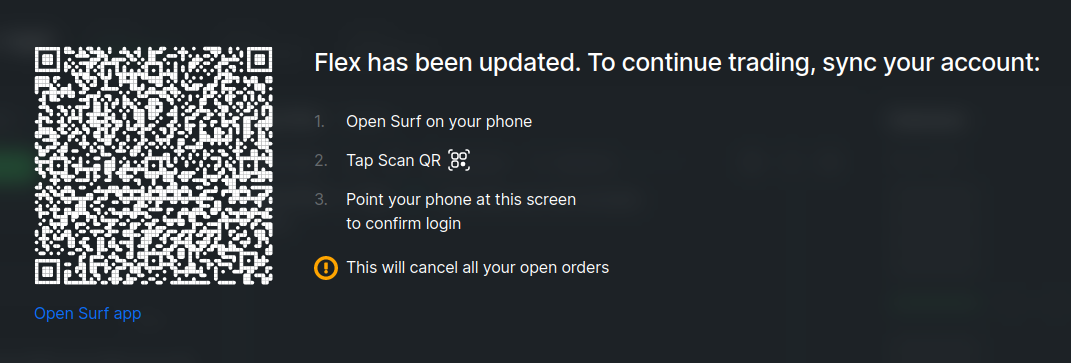 Flex has been updated. To continue trading, sync your account:
1. Open Surf on your phone
2. Tap Scan QR
3. Point your phone at this screen
to confirm login
This will cancel all your open orders
Open Surf app